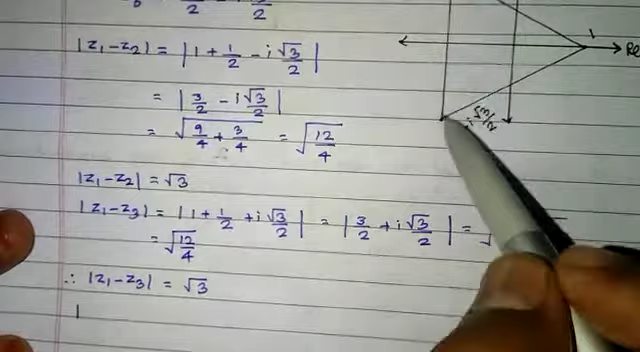 |z₁-z₂| = |1 + 1/2 - i√3/2|
= |3/2 - i√3/2|
= √(9/4 + 3/4) = √(12/4)
|z₁-z₂| = √3
|z₁-z₃| = |1 + 1/2 + i√3/2| = |3/2 + i√3/2| =
= √(12/4)
∴ |z₁-z₃| = √3
|
1
Re